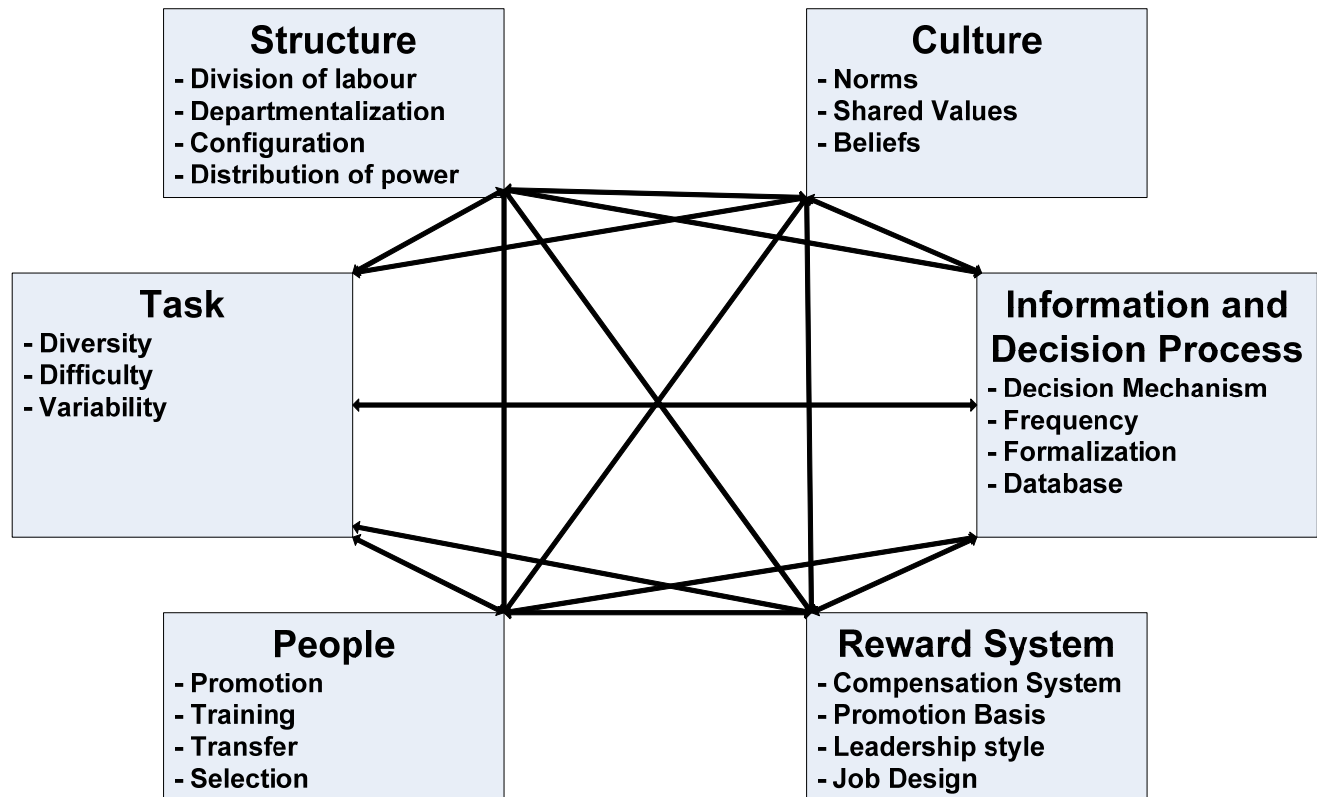 Structure
- Division of labour
- Departmentalization
- Configuration
- Distribution of power
Culture
- Norms
- Shared Values
- Beliefs
Task
- Diversity
- Difficulty
- Variability
Information and
Decision Process
- Decision Mechanism
- Frequency
- Formalization
- Database
People
- Promotion
- Training
- Transfer
- Selection
Reward System
- Compensation System
- Promotion Basis
- Leadership style
- Job Design